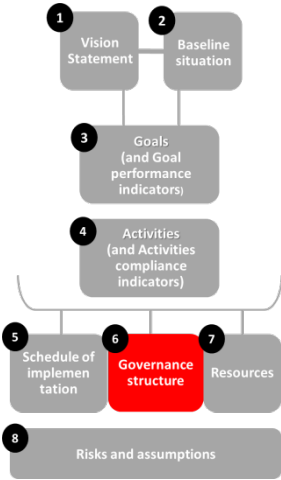 1
Vision
Statement
2
Baseline
situation
3
Goals
(and Goal
performance
indicators)
4
Activities
(and Activities
compliance
indicators)
5
Schedule of
implemen
tation
6
Governance
structure
7
Resources
8
Risks and assumptions